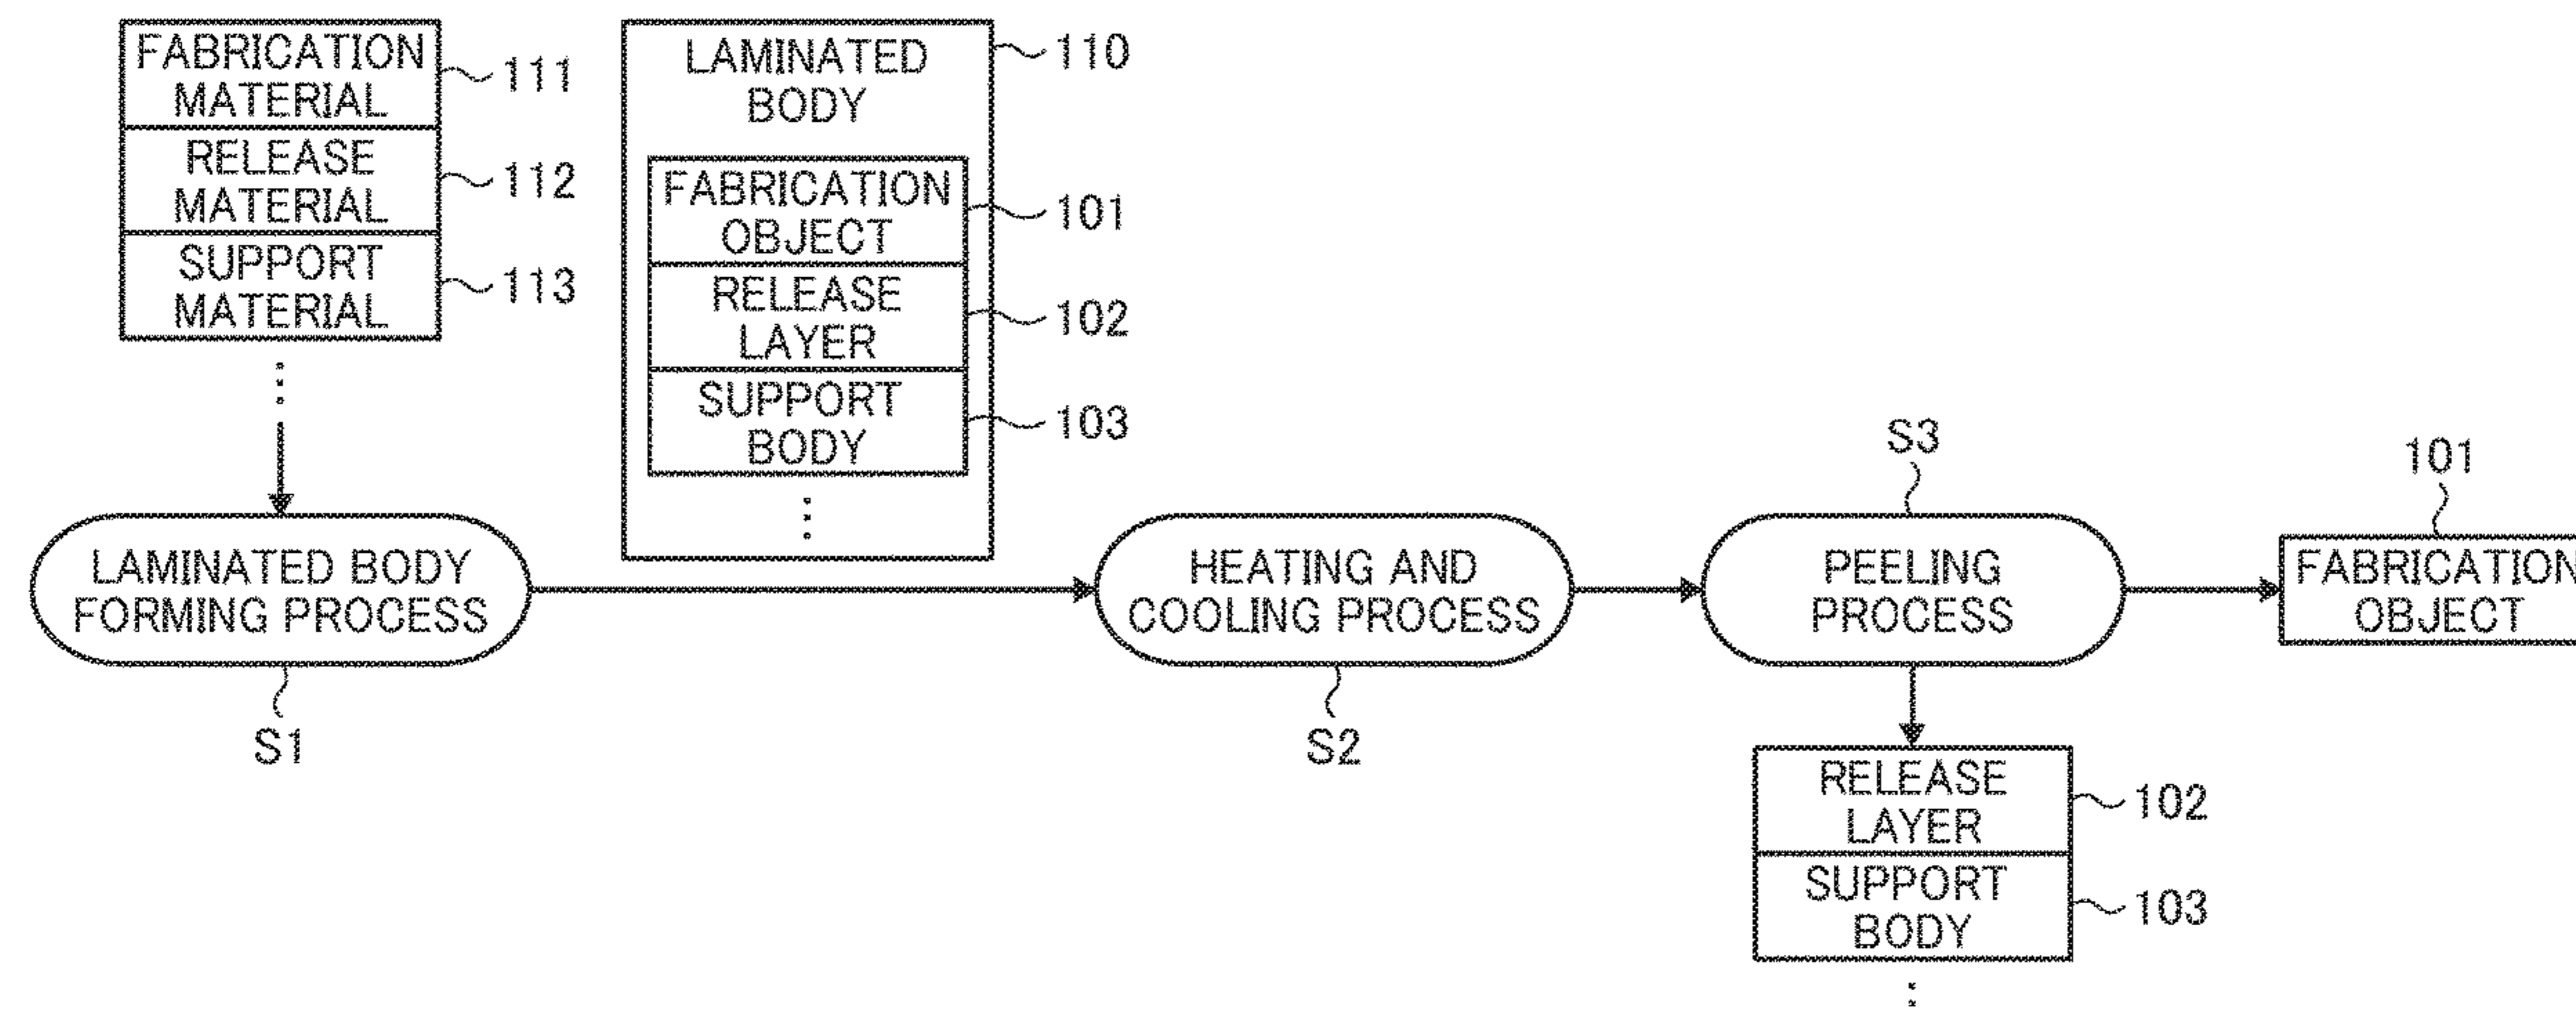 FABRICATION
MATERIAL
111
RELEASE
MATERIAL
112
SUPPORT
MATERIAL
113
LAMINATED
BODY
110
FABRICATION
OBJECT
101
RELEASE
LAYER
102
SUPPORT
BODY
103
LAMINATED BODY
FORMING PROCESS
S1
HEATING AND
COOLING PROCESS
S2
S3
PEELING
PROCESS
101
FABRICATION
OBJECT
RELEASE
LAYER
102
SUPPORT
BODY
103